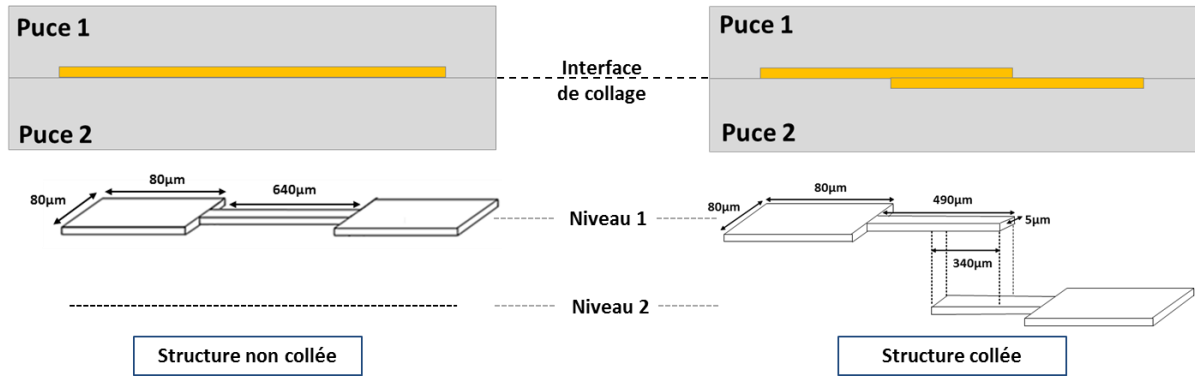 Puce 1
Puce 2
Interface
de collage
Puce 1
Puce 2
80µm
80µm
640µm
Niveau 1
80µm
80µm
490µm
5µm
340µm
Niveau 2
Structure non collée
Structure collée